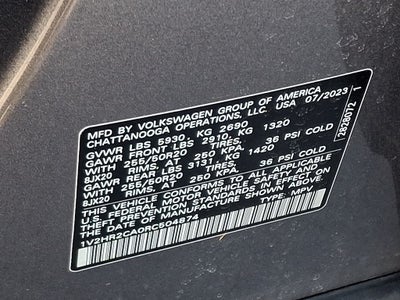 MFD BY VOLKSWAGEN GROUP OF AMERICA
CHATTANOOGA OPERATIONS, LLC. USA 07/2023
GVWR LBS 5930, KG 2690
GAWR FRONT LBS 2910, KG 1320
WITH 255/50R20 TIRES
8JX20 RIMS, AT 250 KPA, 36 PSI COLD
GAWR REAR LBS 3131 KG 1420
WITH 255/50R20 TIRES
8JX20 RIMS, AT 250 KPA, 36 PSI COLD
THIS VEHICLE CONFORMS TO ALL APPLICABLE
U.S. FEDERAL MOTOR VEHICLE SAFETY STANDARDS IN EFFECT ON
THE DATE OF MANUFACTURE SHOWN ABOVE.
1V2HR2CA0RC504874 TYPE: MPV
2828072 1